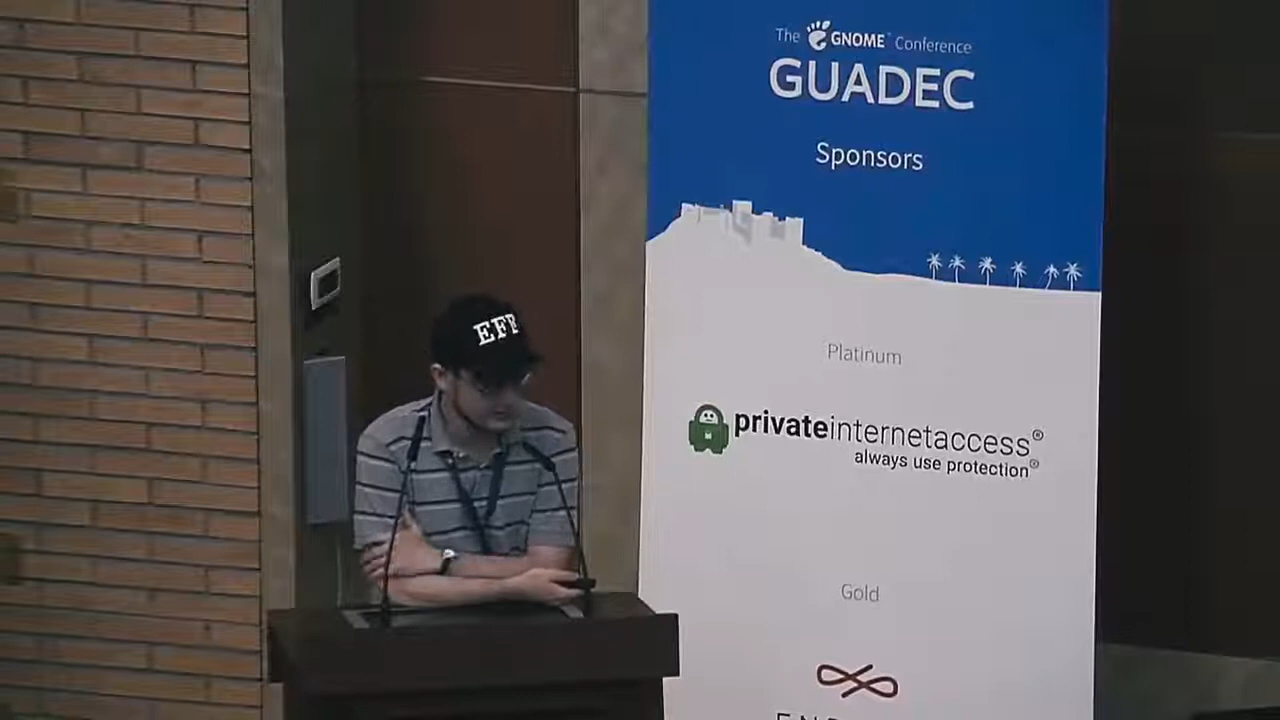 The GNOME Conference
GUADEC
Sponsors
Platinum
privateinternetaccess®
always use protection®
Gold
EFF